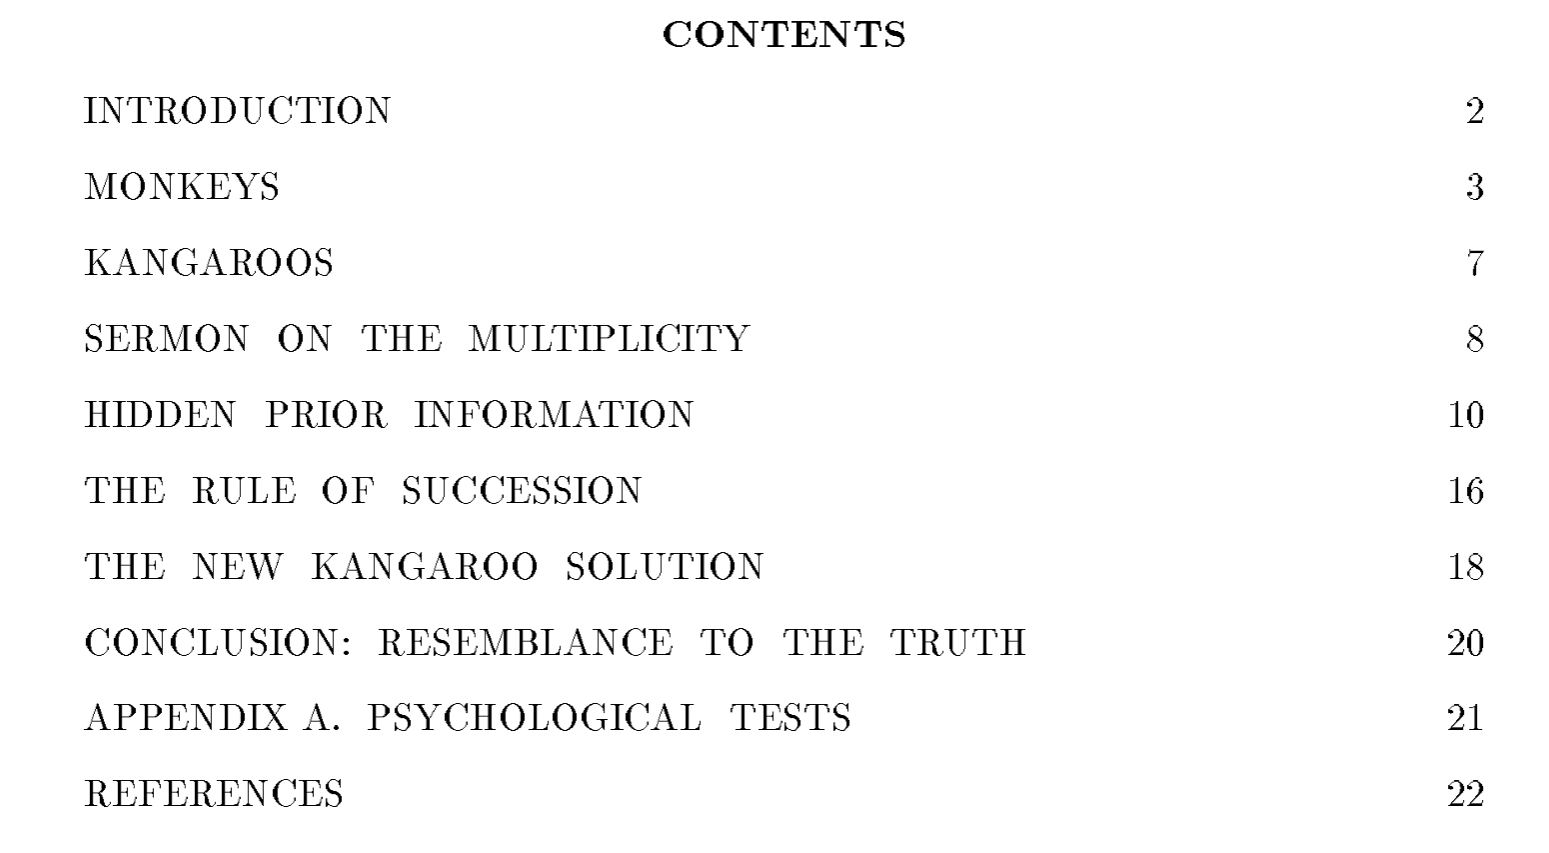 CONTENTS
INTRODUCTION 2
MONKEYS 3
KANGAROOS 7
SERMON ON THE MULTIPLICITY 8
HIDDEN PRIOR INFORMATION 10
THE RULE OF SUCCESSION 16
THE NEW KANGAROO SOLUTION 18
CONCLUSION: RESEMBLANCE TO THE TRUTH 20
APPENDIX A. PSYCHOLOGICAL TESTS 21
REFERENCES 22